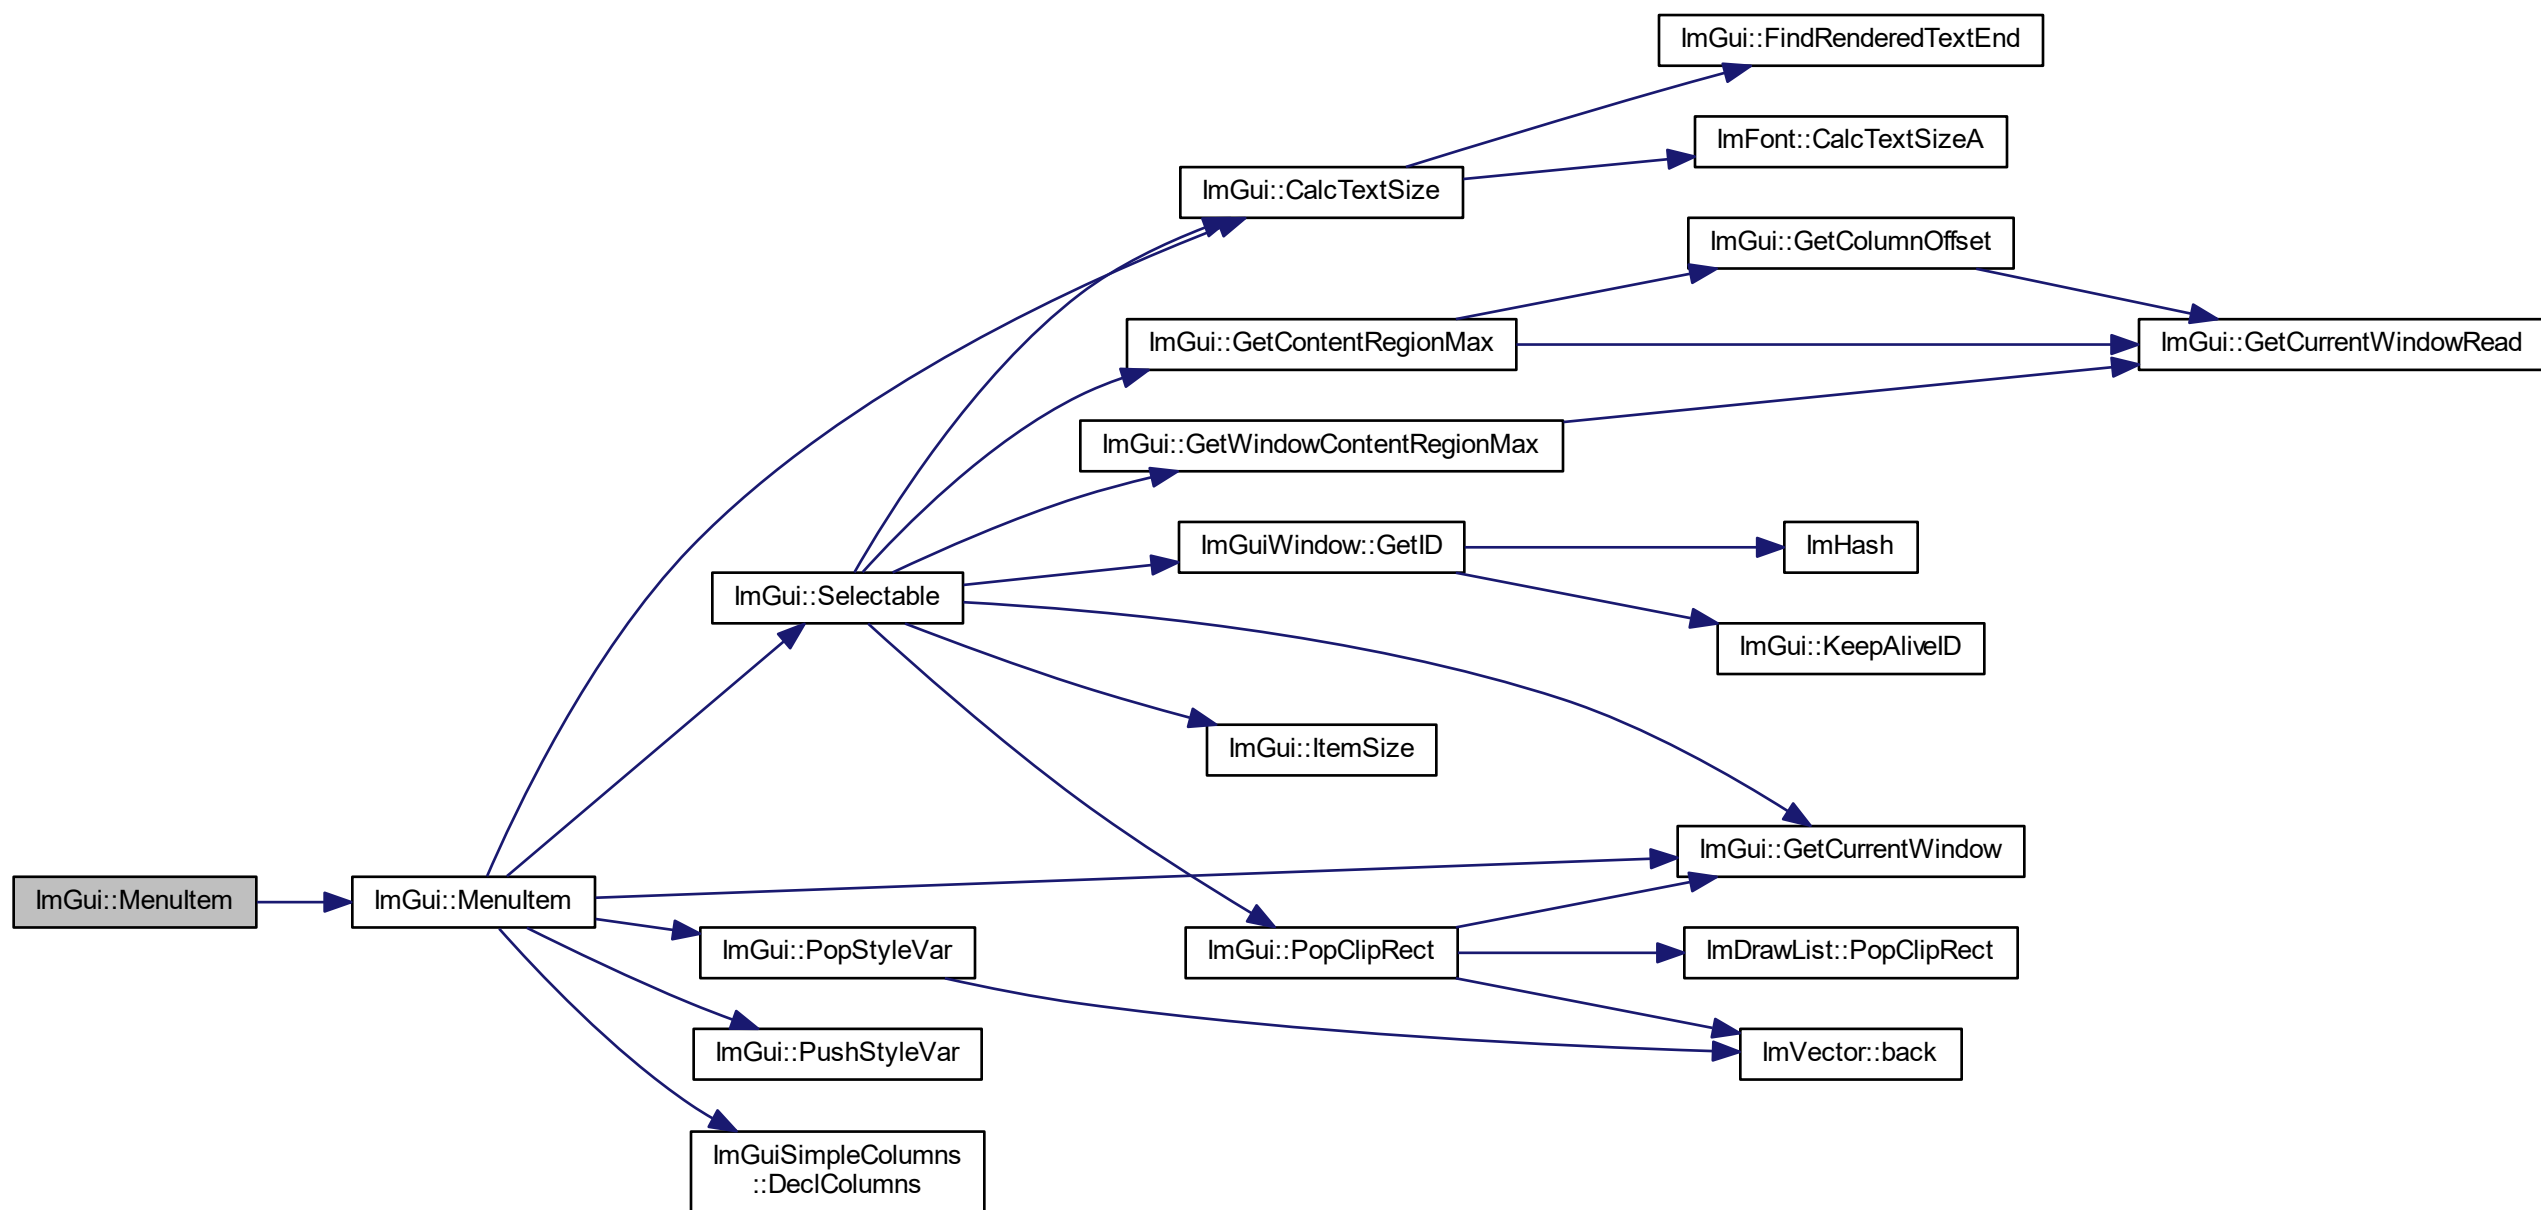 ImGui::FindRenderedTextEnd
ImFont::CalcTextSizeA
ImGui::CalcTextSize
ImGui::GetColumnOffset
ImGui::GetContentRegionMax
ImGui::GetCurrentWindowRead
ImGui::GetWindowContentRegionMax
ImGuiWindow::GetID
ImHash
ImGui::Selectable
ImGui::KeepAliveID
ImGui::ItemSize
ImGui::GetCurrentWindow
ImGui::MenuItem
ImGui::MenuItem
ImGui::PopStyleVar
ImGui::PopClipRect
ImDrawList::PopClipRect
ImGui::PushStyleVar
ImVector::back
ImGuiSimpleColumns
::DeclColumns